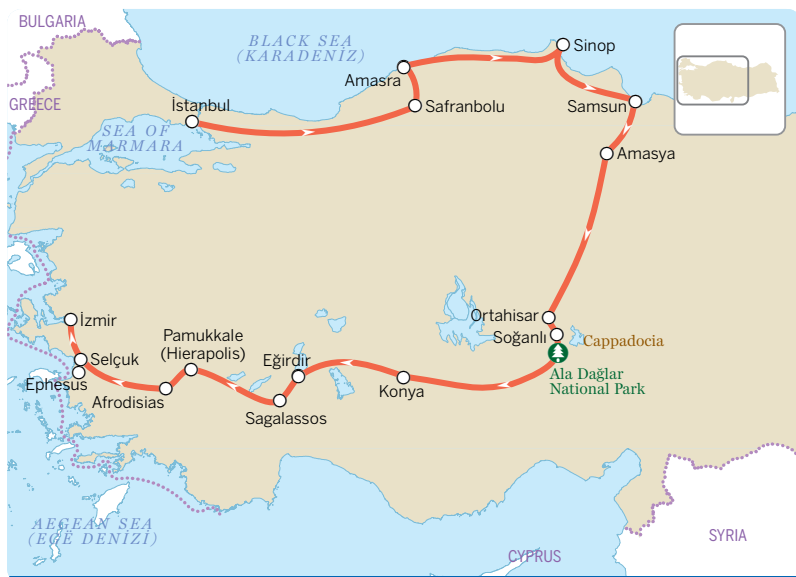 BULGARIA
BLACK SEA
(KARADENİZ)
Sinop
Amasra
GREECE
İstanbul
Safranbolu
Samsun
SEA OF
MARMARA
Amasya
Ortahisar
İzmir
Pamukkale
(Hierapolis)
Soğanlı
Cappadocia
Selçuk
Eğirdir
Ephesus
Ala Dağlar
National Park
Afrodisias
Konya
Sagalassos
AEGEAN SEA
(EGE DENİZİ)
CYPRUS
SYRIA